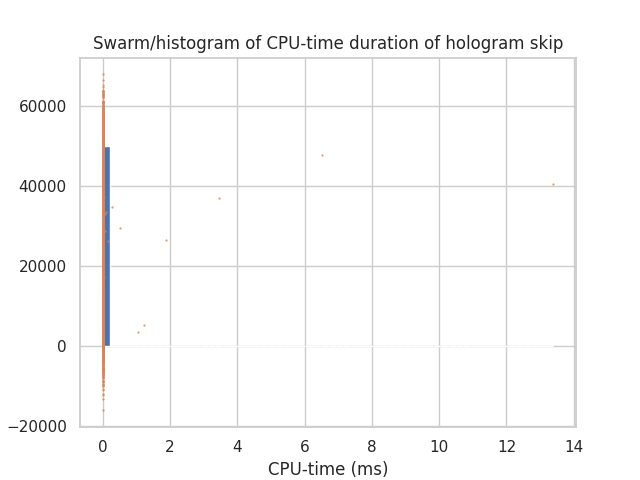 Swarm/histogram of CPU-time duration of hologram skip
60000
40000
20000
0
−20000
0 2 4 6 8 10 12 14
CPU-time (ms)